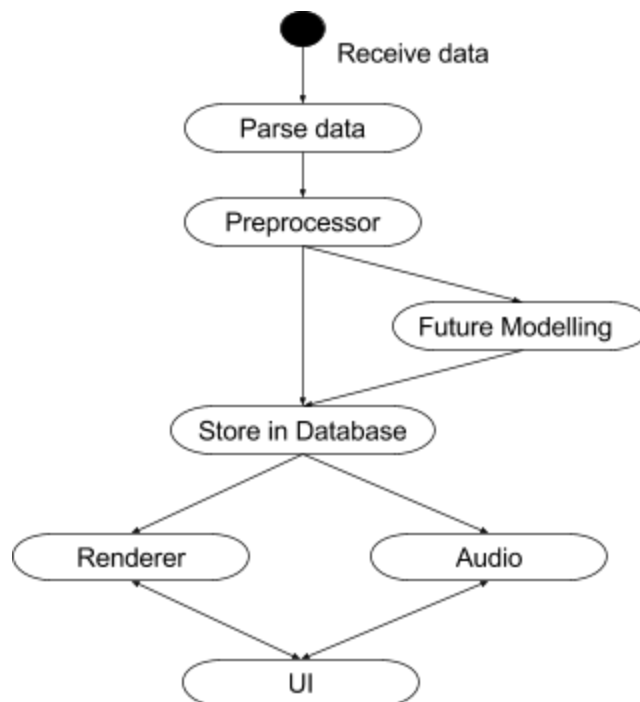 Receive data
Parse data
Preprocessor
Future Modelling
Store in Database
Renderer
Audio
UI